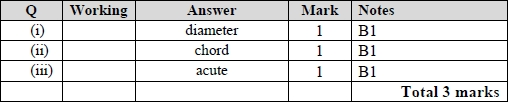 Q Working Answer Mark Notes
(i) diameter 1 B1
(ii) chord 1 B1
(iii) acute 1 B1
Total 3 marks